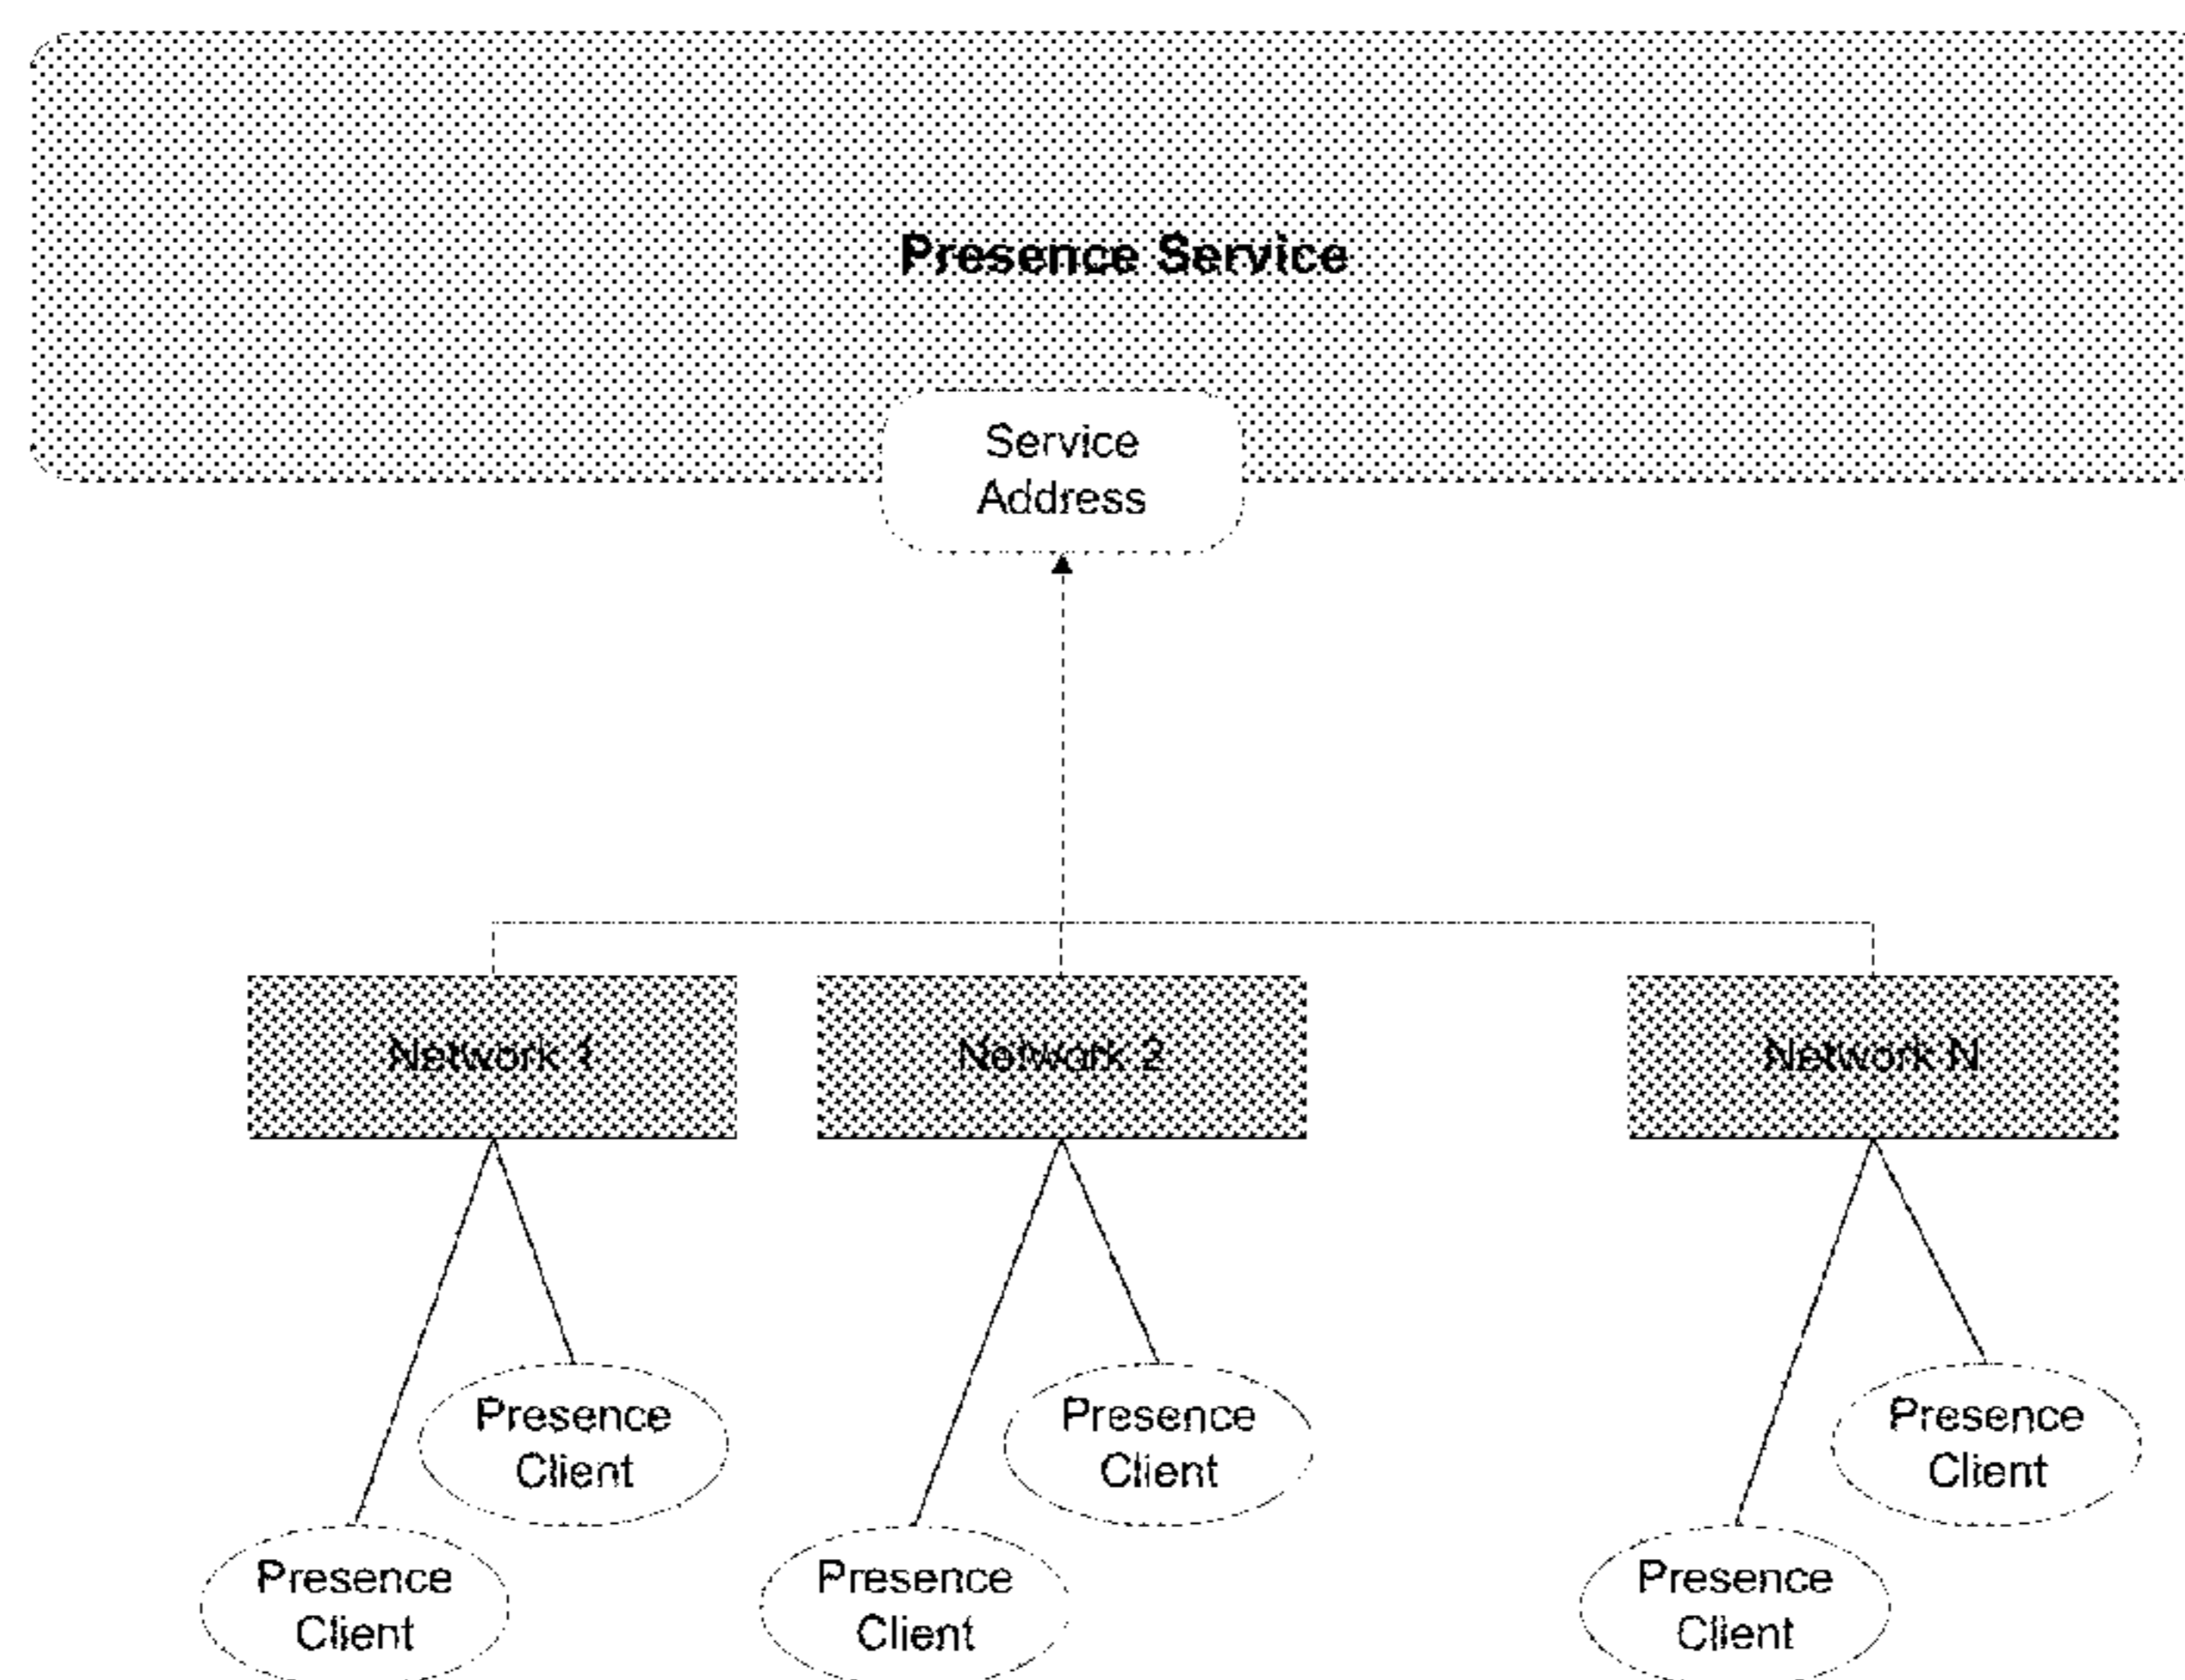 Presence Service
Service
Address
Network 1
Network 2
Network N
Presence
Client
Presence
Client
Presence
Client
Presence
Client
Presence
Client
Presence
Client